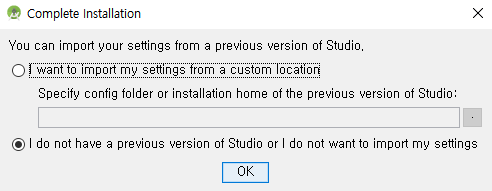 Complete Installation
You can import your settings from a previous version of Studio.
I want to import my settings from a custom location
Specify config folder or installation home of the previous version of Studio:
.
I do not have a previous version of Studio or I do not want to import my settings
OK